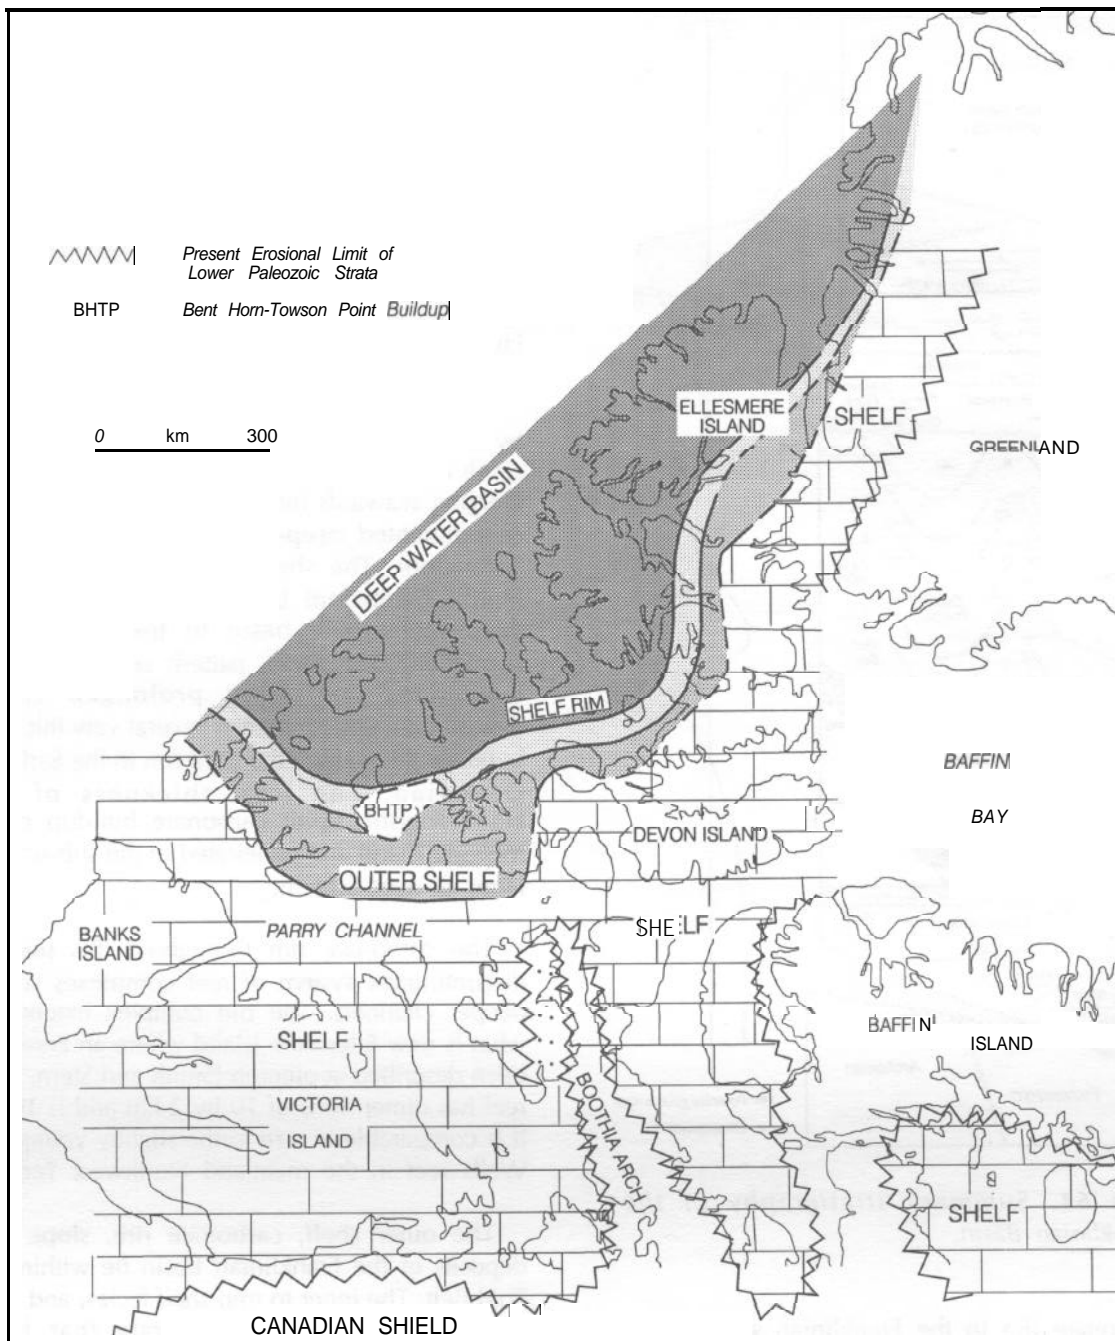 Present Erosional Limit of
Lower Paleozoic Strata
BHTP
Bent Horn-Towson Point Buildup
0 km 300
ELLESMERE
ISLAND
SHELF
GREENLAND
DEEP WATER BASIN
SHELF RIM
BAFFIN
BAY
BHTP
DEVON ISLAND
OUTER SHELF
BANKS
ISLAND
PARRY CHANNEL
SHELF
BAFFIN
ISLAND
SHELF
VICTORIA
ISLAND
BOOTHIA ARCH
SHELF
CANADIAN SHIELD